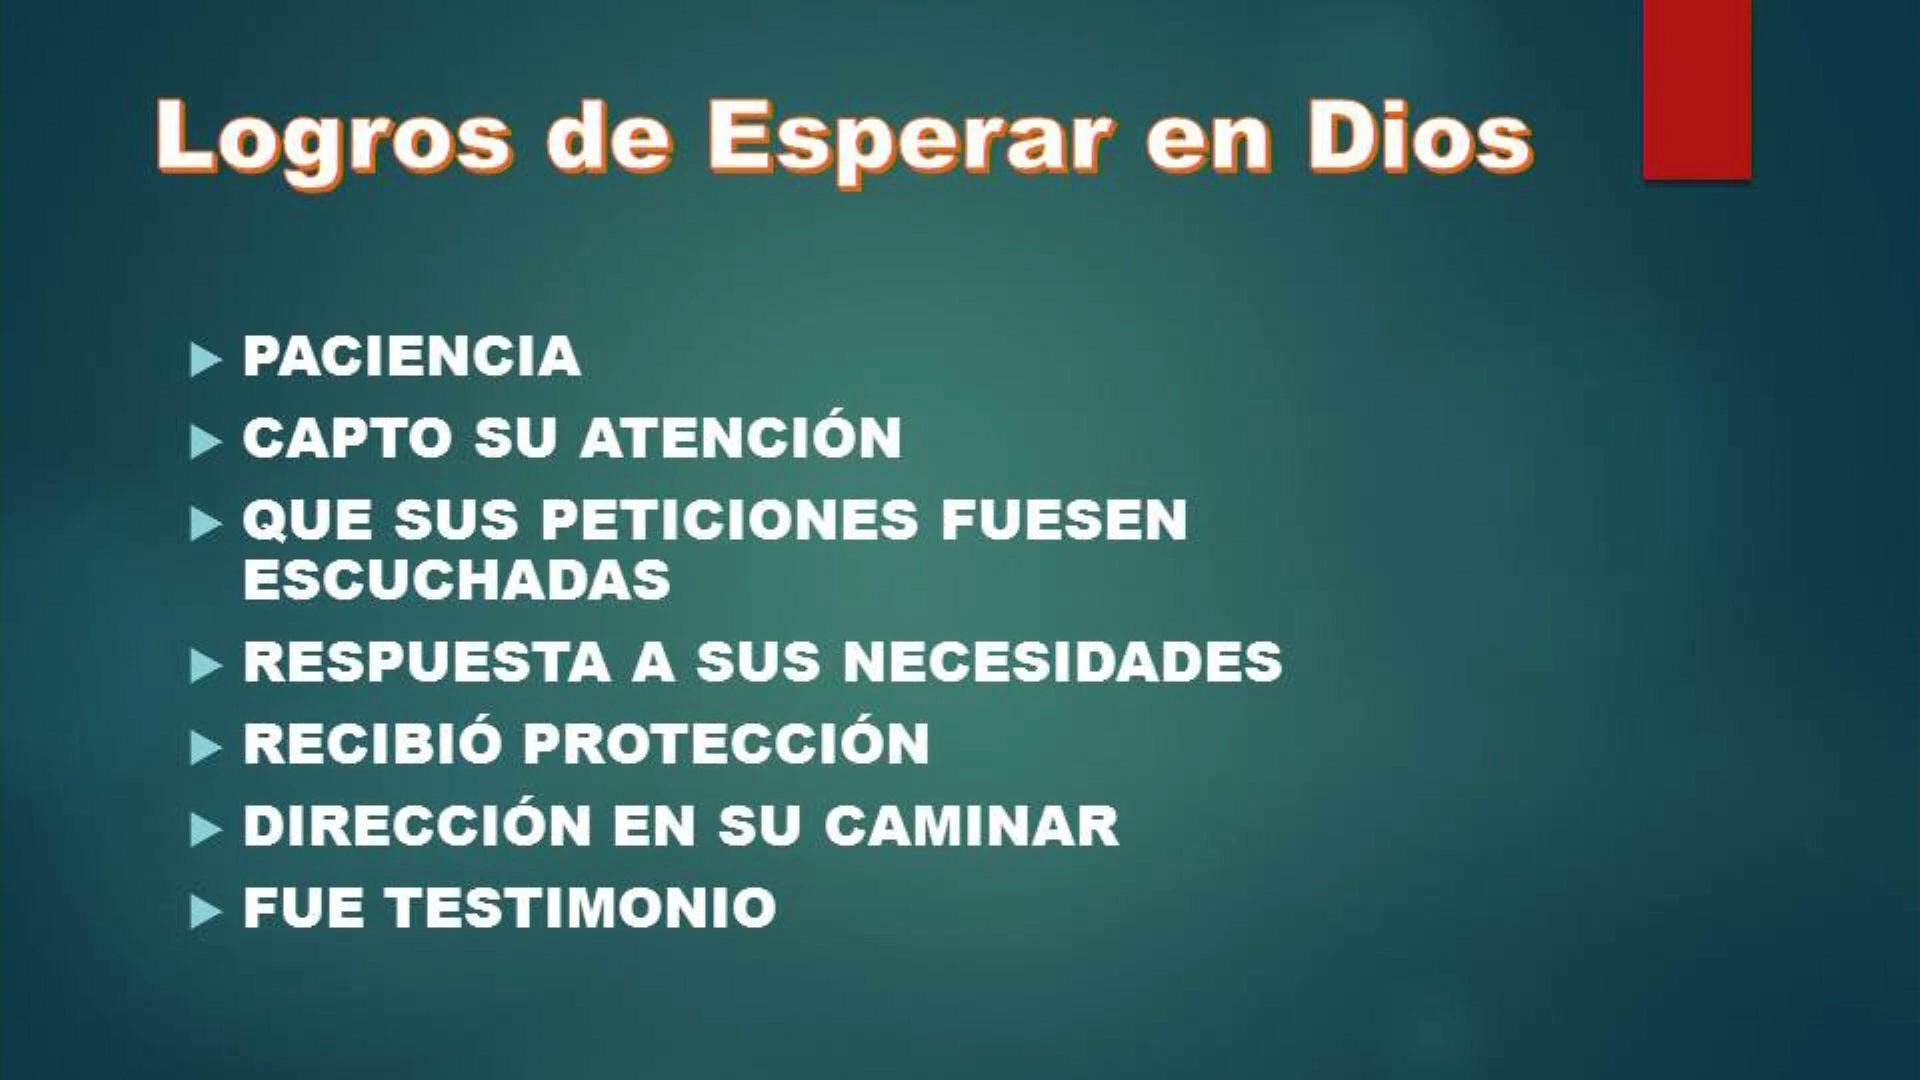 Logros de Esperar en Dios
PACIENCIA
CAPTO SU ATENCIÓN
QUE SUS PETICIONES FUESEN
ESCUCHADAS
RESPUESTA A SUS NECESIDADES
RECIBIÓ PROTECCIÓN
DIRECCIÓN EN SU CAMINAR
FUE TESTIMONIO